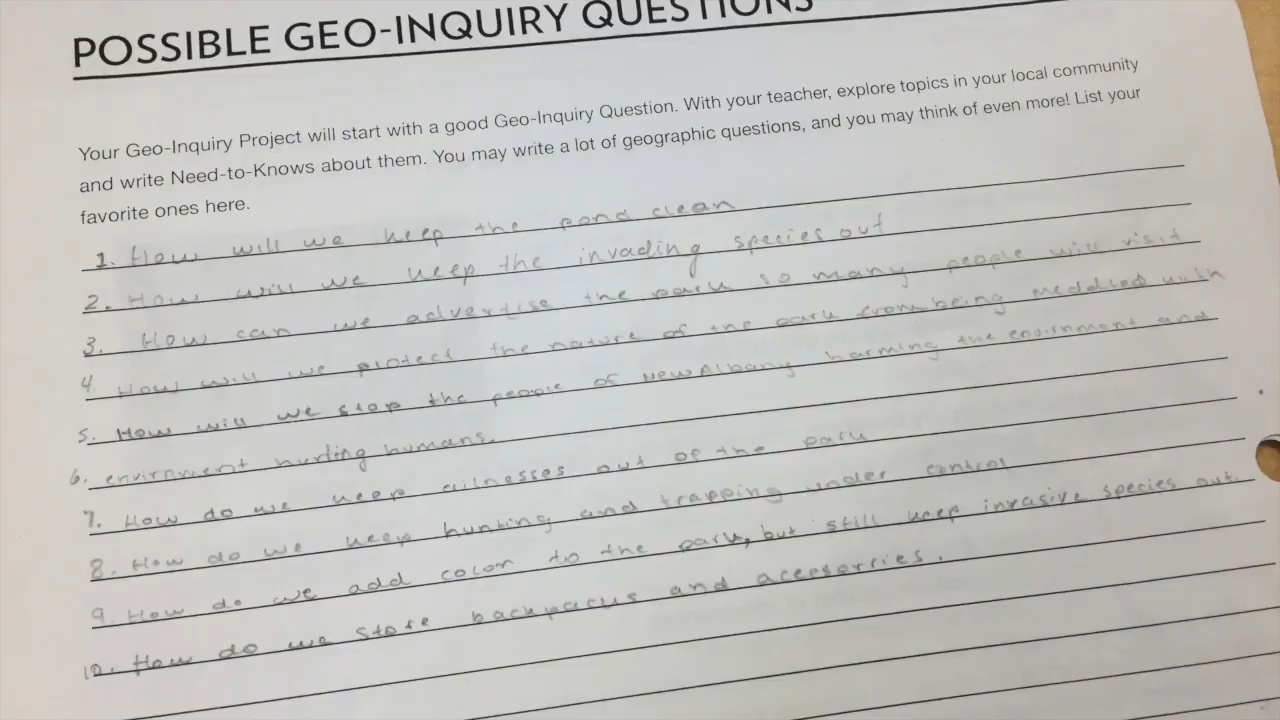 POSSIBLE GEO-INQUIRY QUESTIONS
Your Geo-Inquiry Project will start with a good Geo-Inquiry Question. With your teacher, explore topics in your local community
and write Need-to-Knows about them. You may write a lot of geographic questions, and you may think of even more! List your
favorite ones here.
1. How will we keep the pond clean
2. How will we keep the invading species out
3. How can we advertise the park so many people will visit
4. How will we protect the nature of the park from being meddled with
5. How will we stop the people of New Albany harming the envirnment and
6. envirnment hurting humans.
7. How do we keep ailnesses out of the park
8. How do we keep hunting and trapping under control
9. How do we add color to the park, but still keep invasive species out.
10. How do we store backpacks and acessorries.